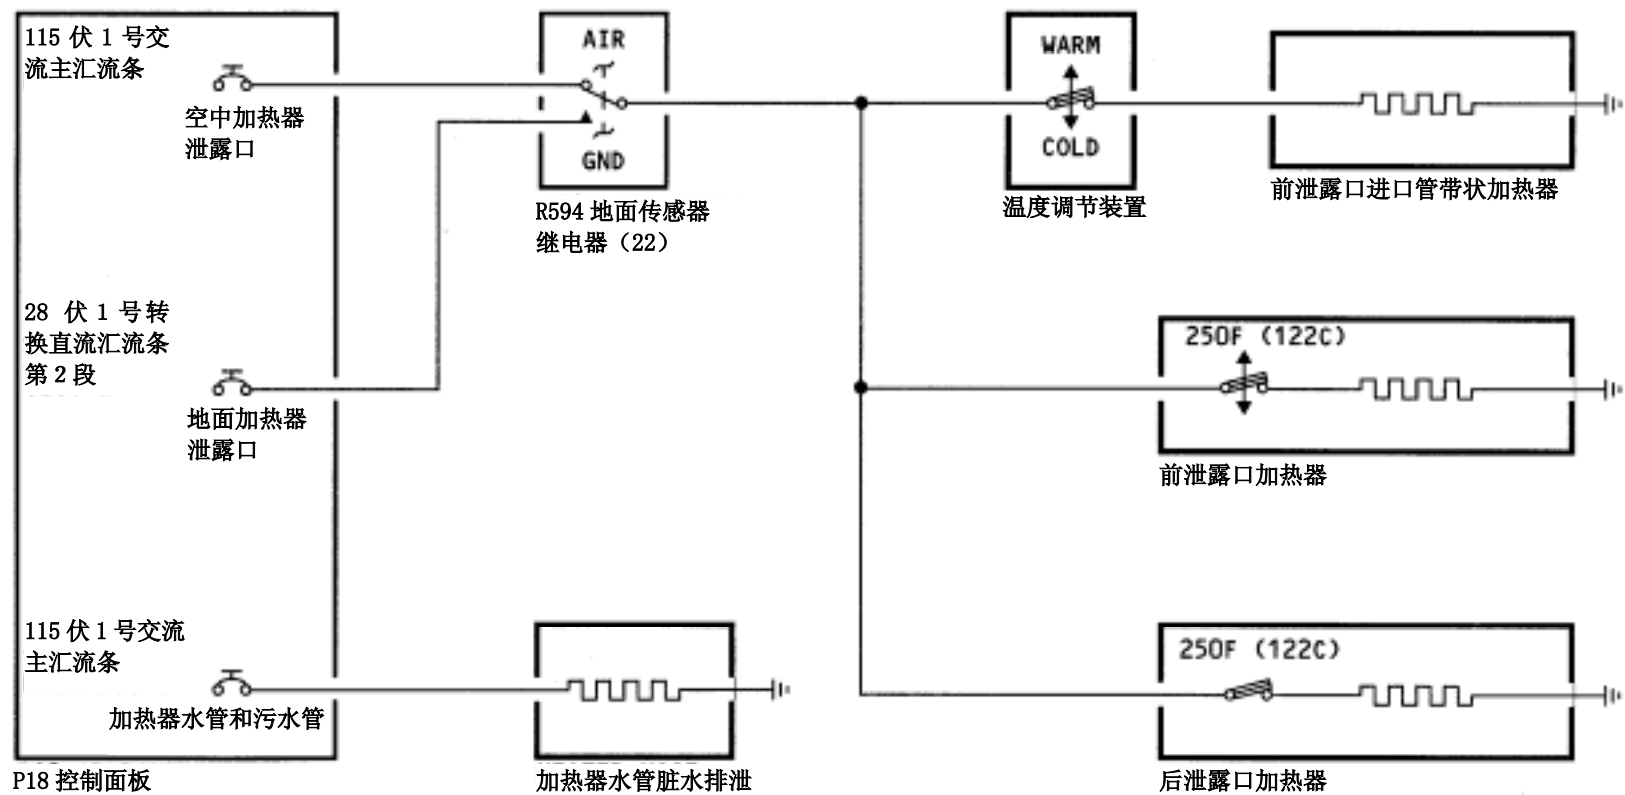 115 伏 1 号交
流主汇流条
空中加热器
泄露口
28 伏 1 号转
换直流汇流条
第 2 段
地面加热器
泄露口
115 伏 1 号交流
主汇流条
加热器水管和污水管
P18 控制面板
AIR
GND
R594 地面传感器
继电器（22）
加热器水管脏水排泄
WARM
COLD
温度调节装置
前泄露口进口管带状加热器
250F (122C)
前泄露口加热器
250F (122C)
后泄露口加热器